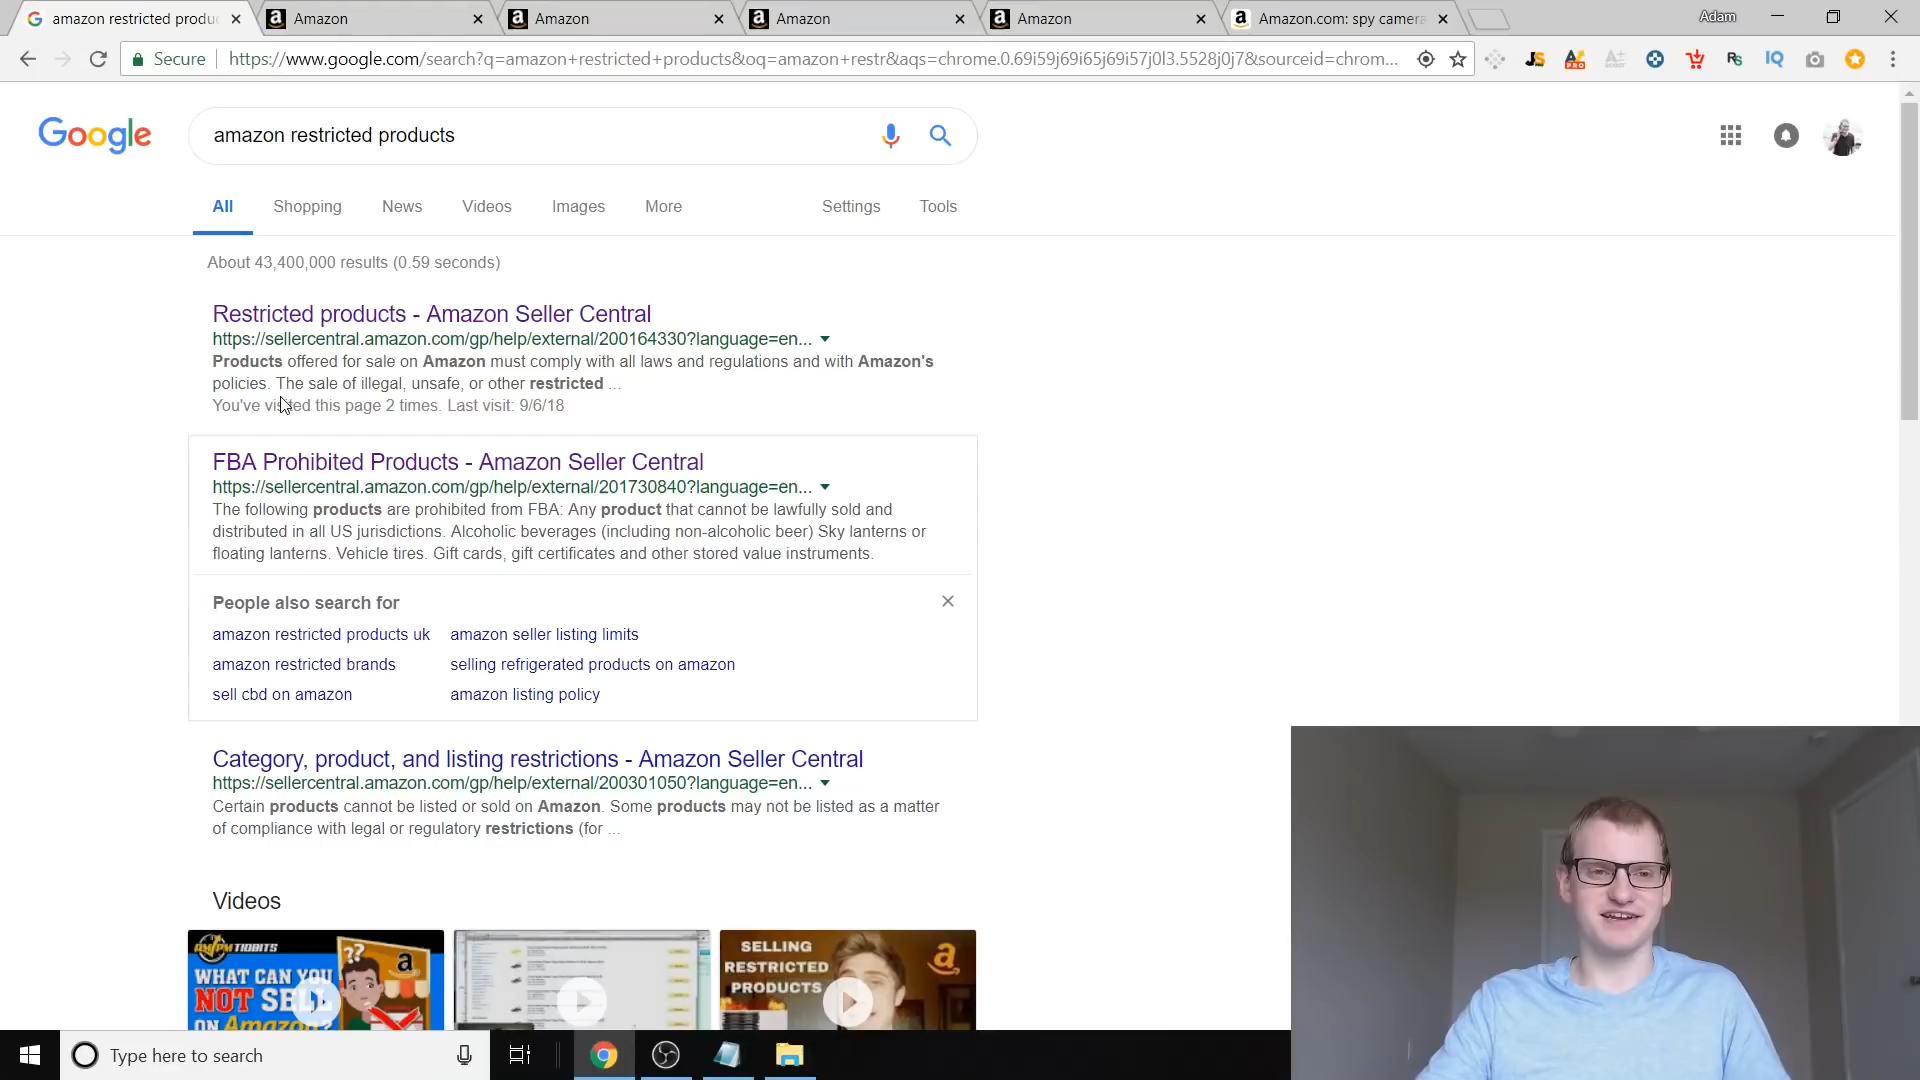 amazon restricted produ
Amazon
Amazon
Amazon
Amazon
Amazon.com: spy camera
Adam
Secure
https://www.google.com/search?q=amazon+restricted+products&oq=amazon+restr&aqs=chrome.0.69i59j69i65j69i57j0l3.5528j0j7&sourceid=chrom...
JS
PRO
RS
IQ
Google
amazon restricted products
All
Shopping
News
Videos
Images
More
Settings
Tools
About 43,400,000 results (0.59 seconds)
Restricted products - Amazon Seller Central
https://sellercentral.amazon.com/gp/help/external/200164330?language=en...
Products offered for sale on Amazon must comply with all laws and regulations and with Amazon's
policies. The sale of illegal, unsafe, or other restricted ...
You've visited this page 2 times. Last visit: 9/6/18
FBA Prohibited Products - Amazon Seller Central
https://sellercentral.amazon.com/gp/help/external/201730840?language=en...
The following products are prohibited from FBA: Any product that cannot be lawfully sold and
distributed in all US jurisdictions. Alcoholic beverages (including non-alcoholic beer) Sky lanterns or
floating lanterns. Vehicle tires. Gift cards, gift certificates and other stored value instruments.
People also search for
amazon restricted products uk
amazon seller listing limits
amazon restricted brands
selling refrigerated products on amazon
sell cbd on amazon
amazon listing policy
Category, product, and listing restrictions - Amazon Seller Central
https://sellercentral.amazon.com/gp/help/external/200301050?language=en...
Certain products cannot be listed or sold on Amazon. Some products may not be listed as a matter
of compliance with legal or regulatory restrictions (for ...
Videos
AM/PM TIDBITS
WHAT CAN YOU
NOT SELL
ON Amazon?
??
SELLING
RESTRICTED
PRODUCTS
Type here to search